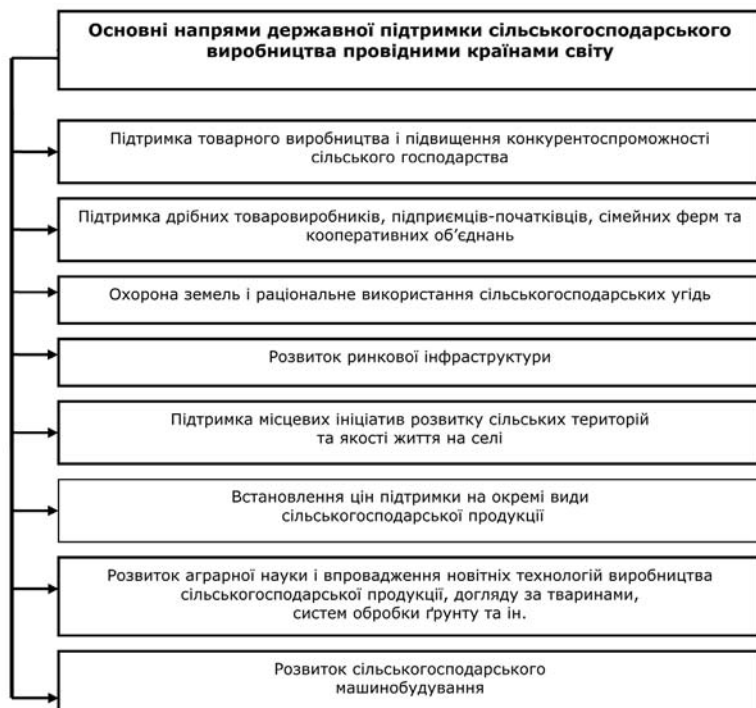 Основні напрями державної підтримки сільськогосподарського
виробництва провідними країнами світу
Підтримка товарного виробництва і підвищення конкурентоспроможності
сільського господарства
Підтримка дрібних товаровиробників, підприємців-початківців, сімейних ферм та
кооперативних об’єднань
Охорона земель і раціональне використання сільськогосподарських угідь
Розвиток ринкової інфраструктури
Підтримка місцевих ініціатив розвитку сільських територій
та якості життя на селі
Встановлення цін підтримки на окремі види
сільськогосподарської продукції
Розвиток аграрної науки і впровадження новітніх технологій виробництва
сільськогосподарської продукції, догляду за тваринами,
систем обробки ґрунту та ін.
Розвиток сільськогосподарського
машинобудування